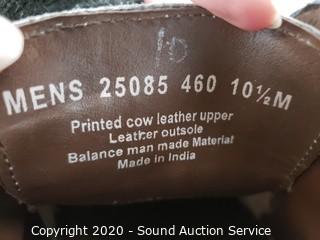 10
MENS 25085 460 10½M
Printed cow leather upper
Leather outsole
Balance man made Material
Made in India
Copyright 2020 - Sound Auction Service